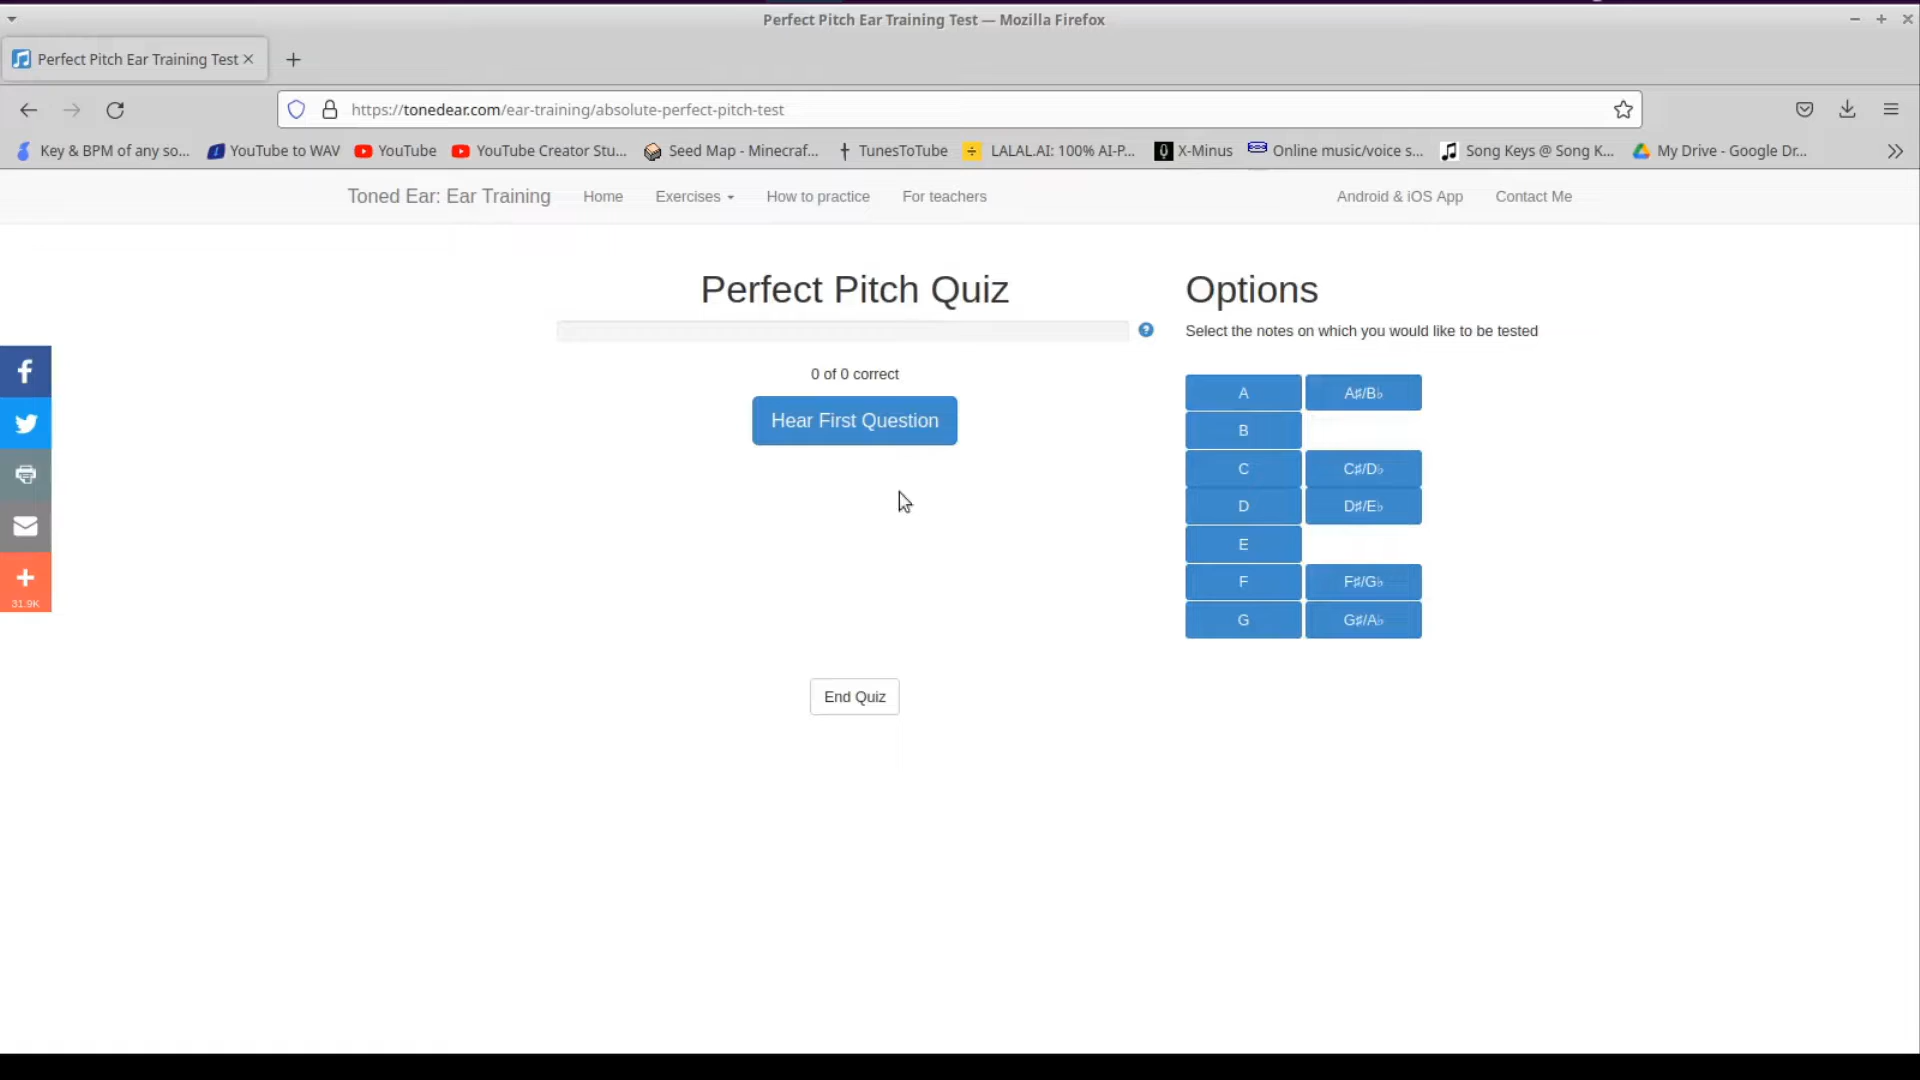 Perfect Pitch Ear Training Test — Mozilla Firefox
Perfect Pitch Ear Training Test
https://tonedear.com/ear-training/absolute-perfect-pitch-test
Key & BPM of any so... YouTube to WAV YouTube YouTube Creator Stu... Seed Map - Minecraf... TunesToTube LALAL.AI: 100% AI-P... X-Minus Online music/voice s... Song Keys @ Song K... My Drive - Google Dr...
Toned Ear: Ear Training Home Exercises How to practice For teachers Android & iOS App Contact Me
Perfect Pitch Quiz
Options
Select the notes on which you would like to be tested
0 of 0 correct
Hear First Question
A A♯/B♭
B
C C♯/D♭
D D♯/E♭
E
F F♯/G♭
G G♯/A♭
31.9K
End Quiz